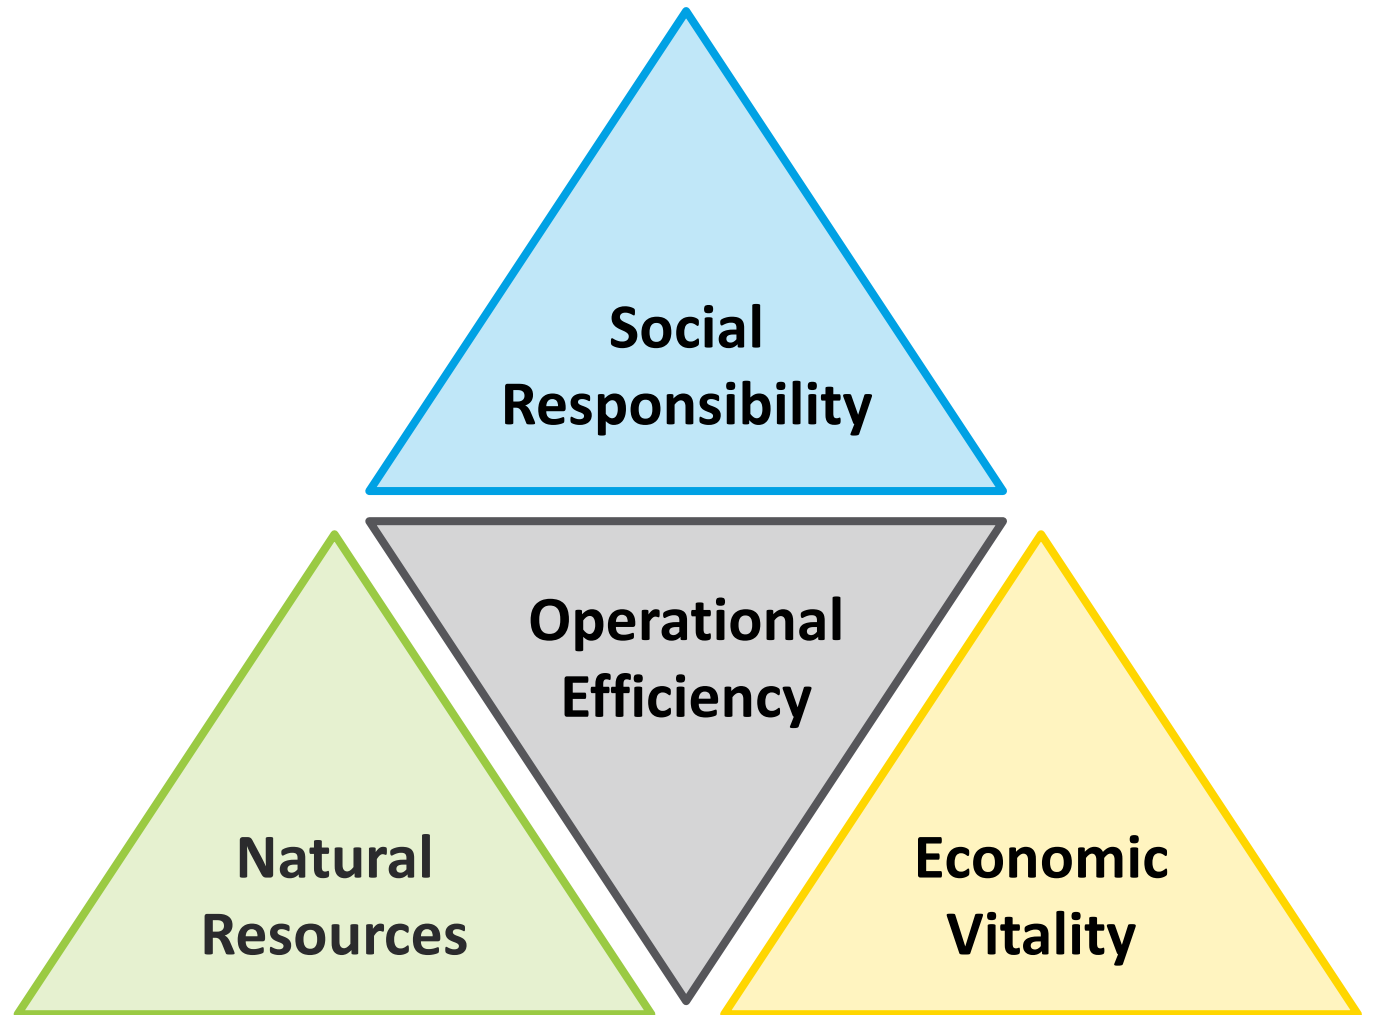 Social
Responsibility
Operational
Efficiency
Natural
Resources
Economic
Vitality